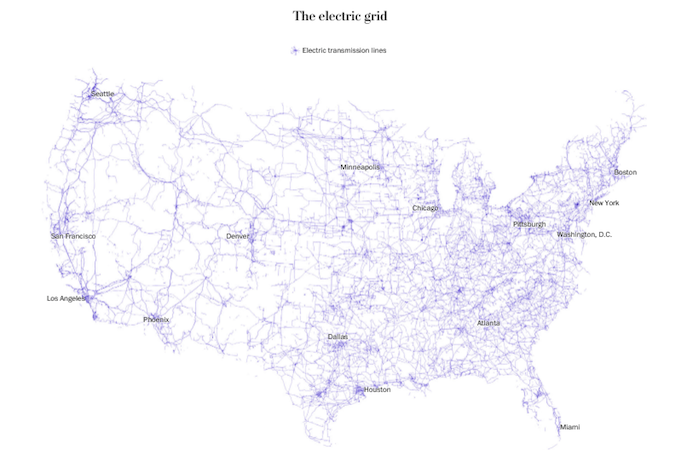 The electric grid
Electric transmission lines
Seattle
Minneapolis
Boston
New York
Chicago
Pittsburgh
Washington, D.C.
San Francisco
Denver
Los Angeles
Phoenix
Atlanta
Dallas
Houston
Miami